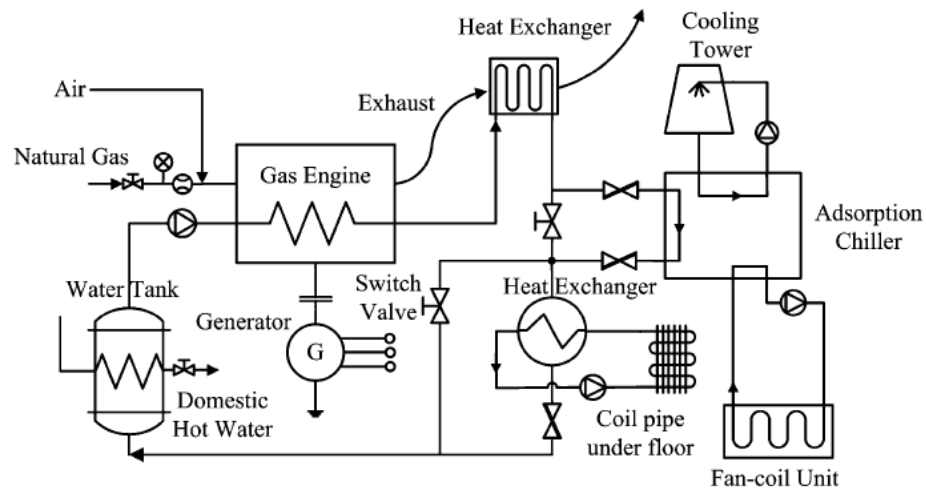 Heat Exchanger
Cooling
Tower
Air
Exhaust
Natural Gas
Gas Engine
Adsorption
Chiller
Water Tank
Switch
Valve
Heat Exchanger
Generator
G
Domestic
Hot Water
Coil pipe
under floor
Fan-coil Unit